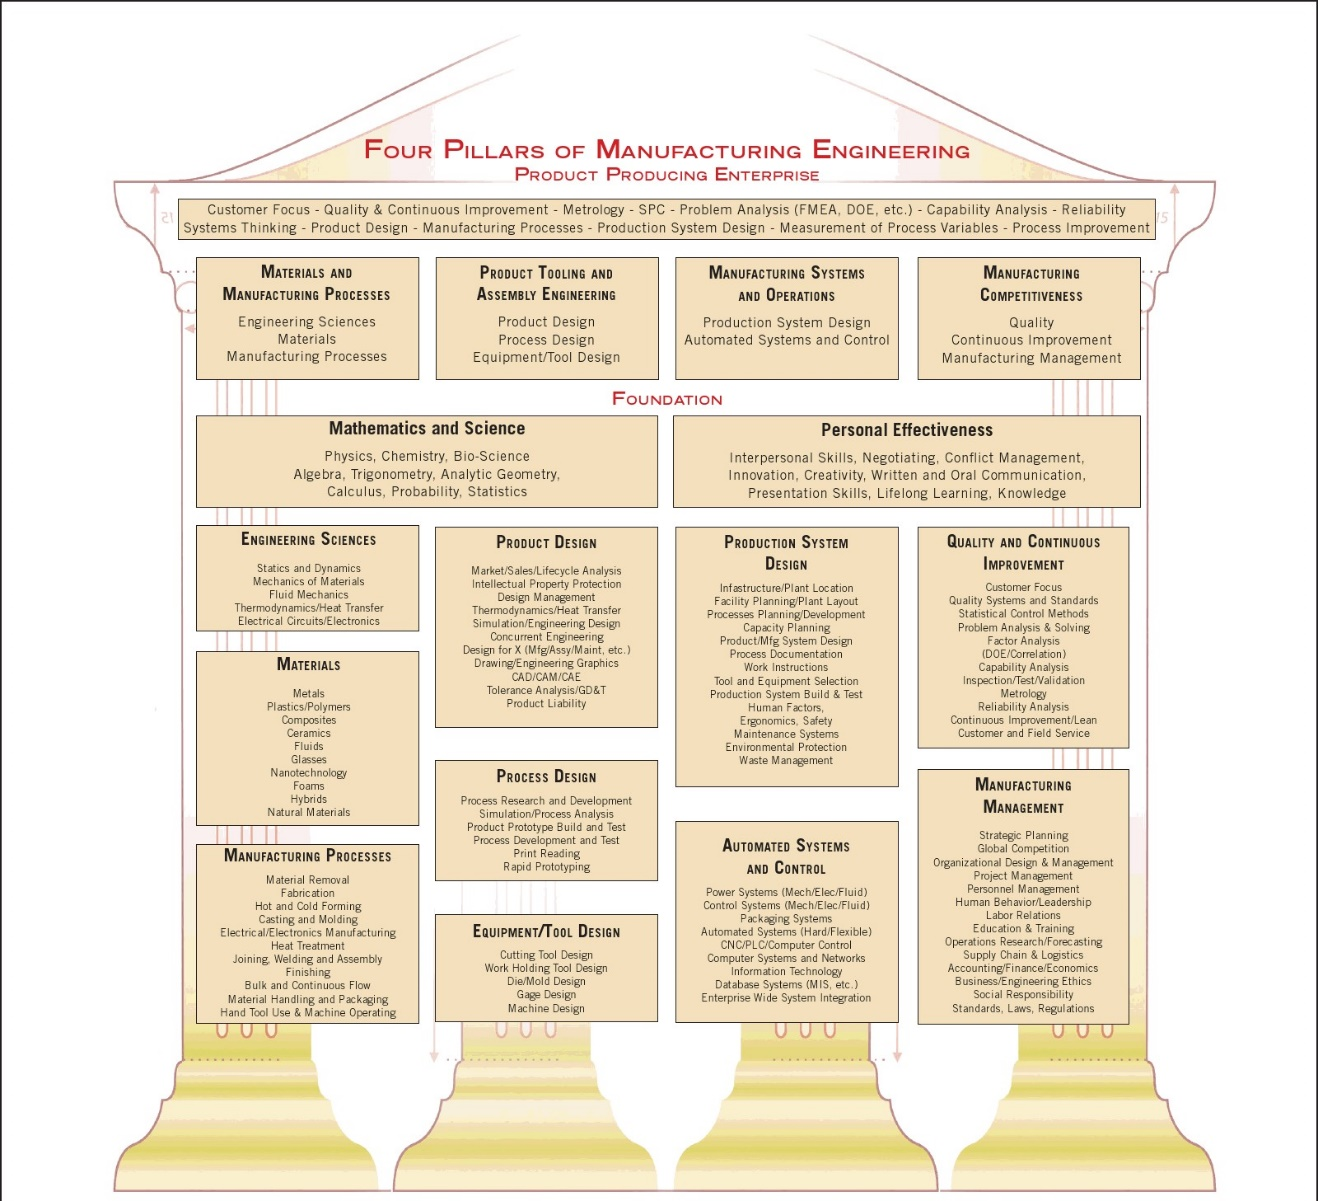 Four Pillars of Manufacturing Engineering
Product Producing Enterprise
Customer Focus - Quality & Continuous Improvement - Metrology - SPC - Problem Analysis (FMEA, DOE, etc.) - Capability Analysis - Reliability
Systems Thinking - Product Design - Manufacturing Processes - Production System Design - Measurement of Process Variables - Process Improvement
15
15
Materials and
Manufacturing Processes
Engineering Sciences
Materials
Manufacturing Processes
Product Tooling and
Assembly Engineering
Product Design
Process Design
Equipment/Tool Design
Manufacturing Systems
and Operations
Production System Design
Automated Systems and Control
Manufacturing
Competitiveness
Quality
Continuous Improvement
Manufacturing Management
Foundation
Mathematics and Science
Physics, Chemistry, Bio-Science
Algebra, Trigonometry, Analytic Geometry,
Calculus, Probability, Statistics
Personal Effectiveness
Interpersonal Skills, Negotiating, Conflict Management,
Innovation, Creativity, Written and Oral Communication,
Presentation Skills, Lifelong Learning, Knowledge
Engineering Sciences
Statics and Dynamics
Mechanics of Materials
Fluid Mechanics
Thermodynamics/Heat Transfer
Electrical Circuits/Electronics
Materials
Metals
Plastics/Polymers
Composites
Ceramics
Fluids
Glasses
Nanotechnology
Foams
Hybrids
Natural Materials
Manufacturing Processes
Material Removal
Fabrication
Hot and Cold Forming
Casting and Molding
Electrical/Electronics Manufacturing
Heat Treatment
Joining, Welding and Assembly
Finishing
Bulk and Continuous Flow
Material Handling and Packaging
Hand Tool Use & Machine Operating
Product Design
Market/Sales/Lifecycle Analysis
Intellectual Property Protection
Design Management
Thermodynamics/Heat Transfer
Simulation/Engineering Design
Concurrent Engineering
Design for X (Mfg/Assy/Maint, etc.)
Drawing/Engineering Graphics
CAD/CAM/CAE
Tolerance Analysis/GD&T
Product Liability
Process Design
Process Research and Development
Simulation/Process Analysis
Product Prototype Build and Test
Process Development and Test
Print Reading
Rapid Prototyping
Equipment/Tool Design
Cutting Tool Design
Work Holding Tool Design
Die/Mold Design
Gage Design
Machine Design
Production System
Design
Infastructure/Plant Location
Facility Planning/Plant Layout
Processes Planning/Development
Capacity Planning
Product/Mfg System Design
Process Documentation
Work Instructions
Tool and Equipment Selection
Production System Build & Test
Human Factors,
Ergonomics, Safety
Maintenance Systems
Environmental Protection
Waste Management
Automated Systems
and Control
Power Systems (Mech/Elec/Fluid)
Control Systems (Mech/Elec/Fluid)
Packaging Systems
Automated Systems (Hard/Flexible)
CNC/PLC/Computer Control
Computer Systems and Networks
Information Technology
Database Systems (MIS, etc.)
Enterprise Wide System Integration
Quality and Continuous
Improvement
Customer Focus
Quality Systems and Standards
Statistical Control Methods
Problem Analysis & Solving
Factor Analysis
(DOE/Correlation)
Capability Analysis
Inspection/Test/Validation
Metrology
Reliability Analysis
Continuous Improvement/Lean
Customer and Field Service
Manufacturing
Management
Strategic Planning
Global Competition
Organizational Design & Management
Project Management
Personnel Management
Human Behavior/Leadership
Labor Relations
Education & Training
Operations Research/Forecasting
Supply Chain & Logistics
Accounting/Finance/Economics
Business/Engineering Ethics
Social Responsibility
Standards, Laws, Regulations